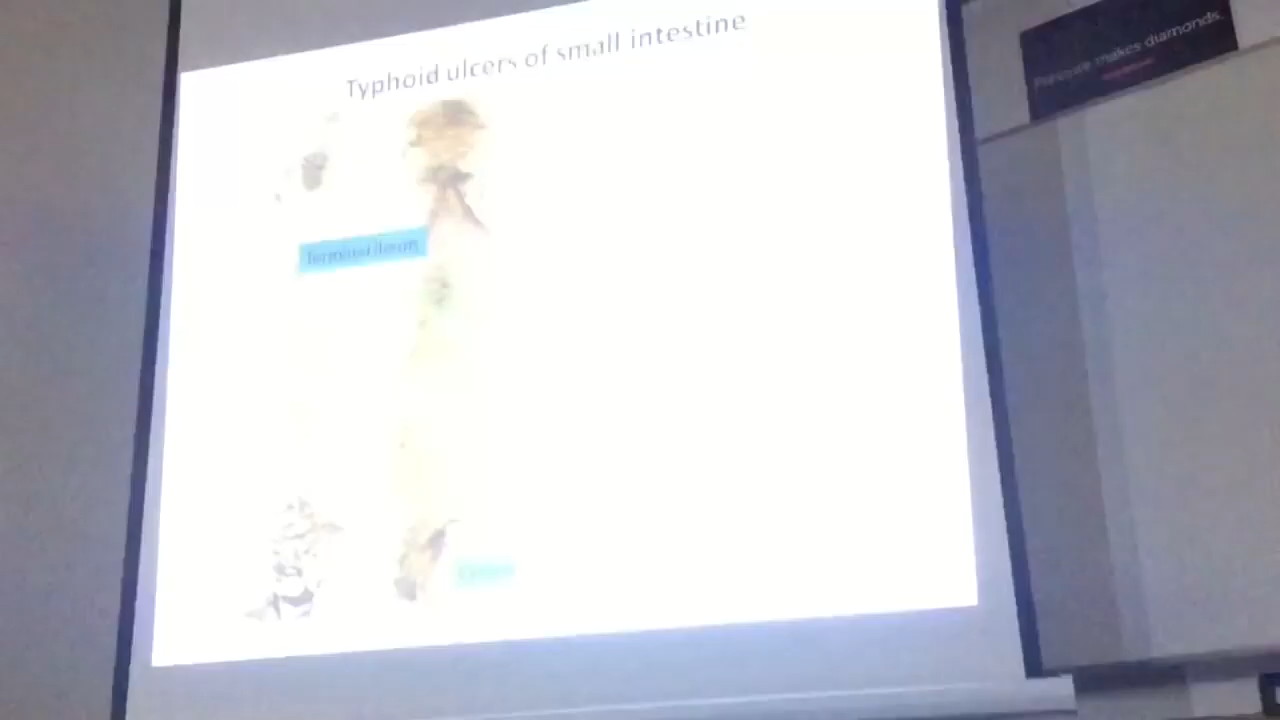 Typhoid ulcers of small intestine
Pressure makes diamonds.
Terminal ileum